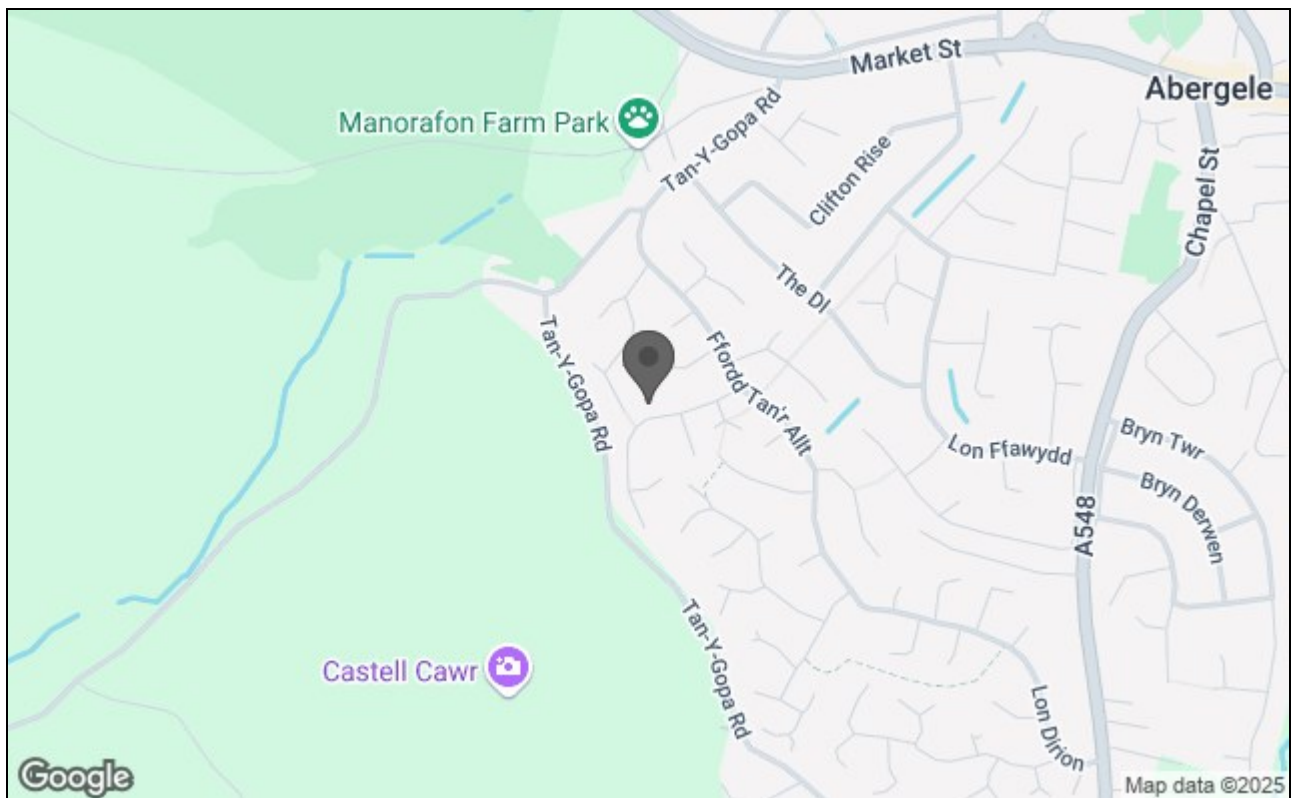 Market St
Abergele
Manorafon Farm Park
Tan-Y-Gopa Rd
Clifton Rise
Chapel St
The Dl
Tan-Y-Gopa Rd
Ffordd Tan'r Allt
Bryn Twr
Lon Ffawydd
Bryn Derwen
A548
Tan-Y-Gopa Rd
Castell Cawr
Lon Dirion
Google
Map data ©2025